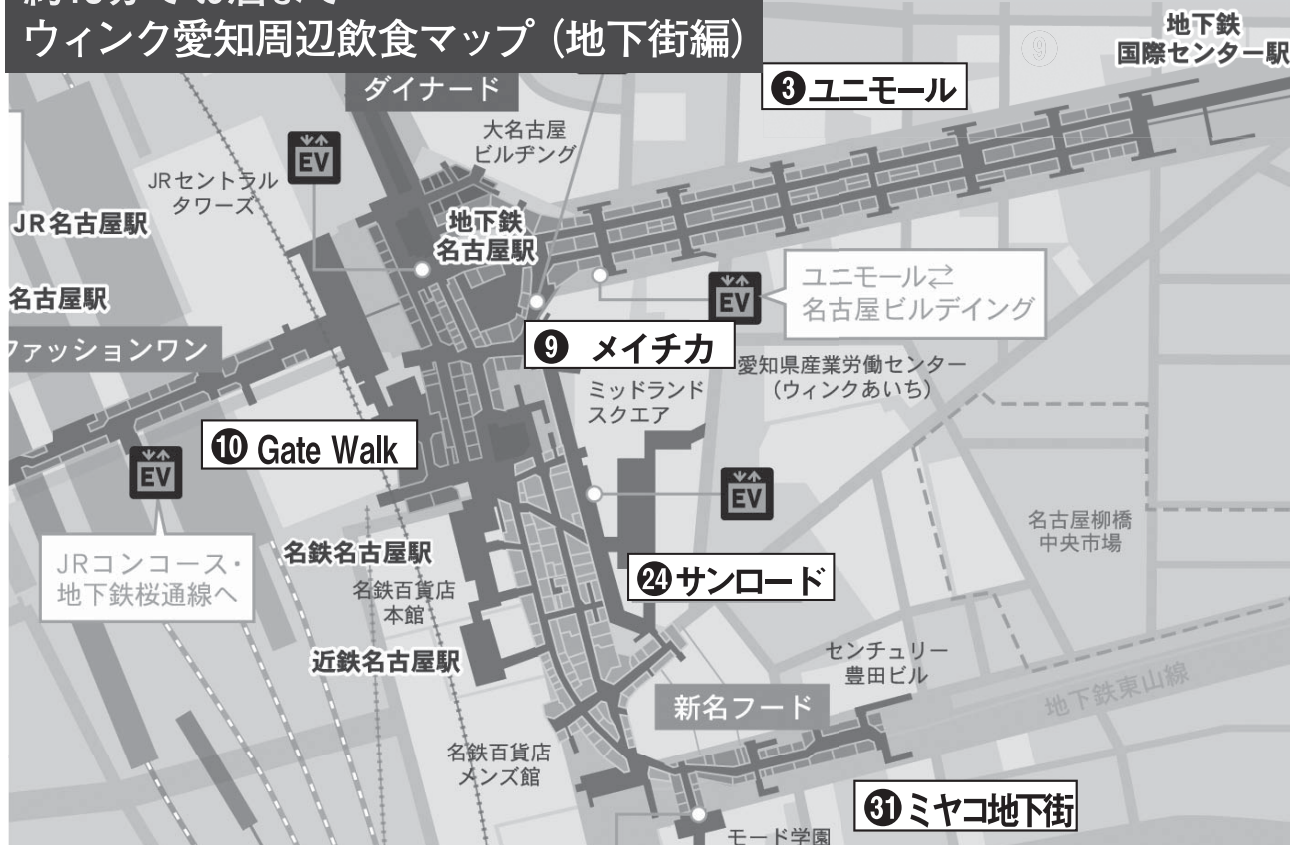 ウィンク愛知周辺飲食マップ（地下街編）
地下鉄
国際センター駅
❸ユニモール
ダイナード
大名古屋
ビルヂング
EV
JRセントラル
タワーズ
JR名古屋駅
地下鉄
名古屋駅
名古屋駅
EV
ユニモール⇄
名古屋ビルデイング
ファッションワン
❾ メイチカ
愛知県産業労働センター
（ウィンクあいち）
ミッドランド
スクエア
❿ Gate Walk
EV
EV
JRコンコース・
地下鉄桜通線へ
名鉄名古屋駅
名鉄百貨店
本館
名古屋柳橋
中央市場
㉔サンロード
近鉄名古屋駅
センチュリー
豊田ビル
地下鉄東山線
新名フード
名鉄百貨店
メンズ館
㉛ミヤコ地下街
モード学園